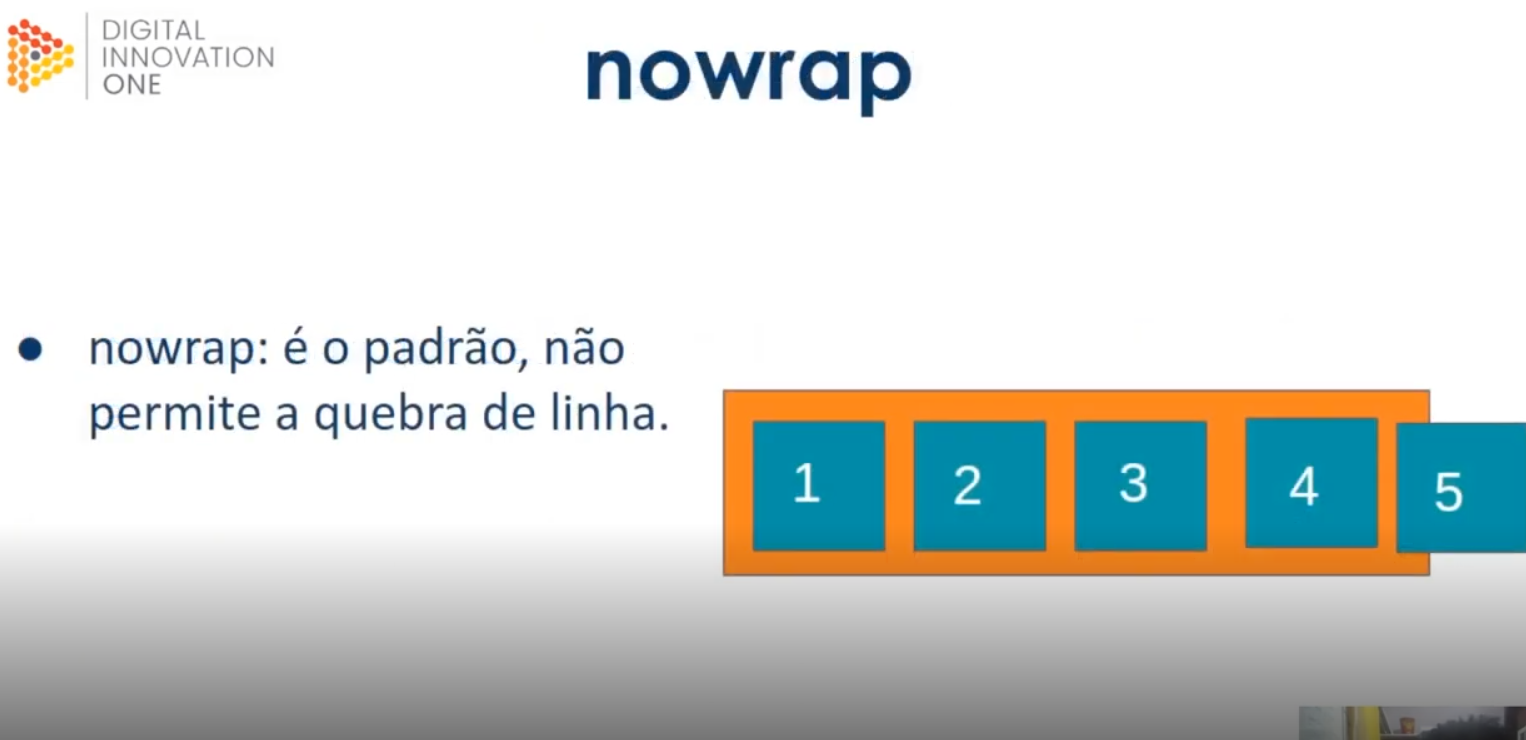 DIGITAL
INNOVATION
ONE
nowrap
● nowrap: é o padrão, não
permite a quebra de linha.
1 2 3 4 5